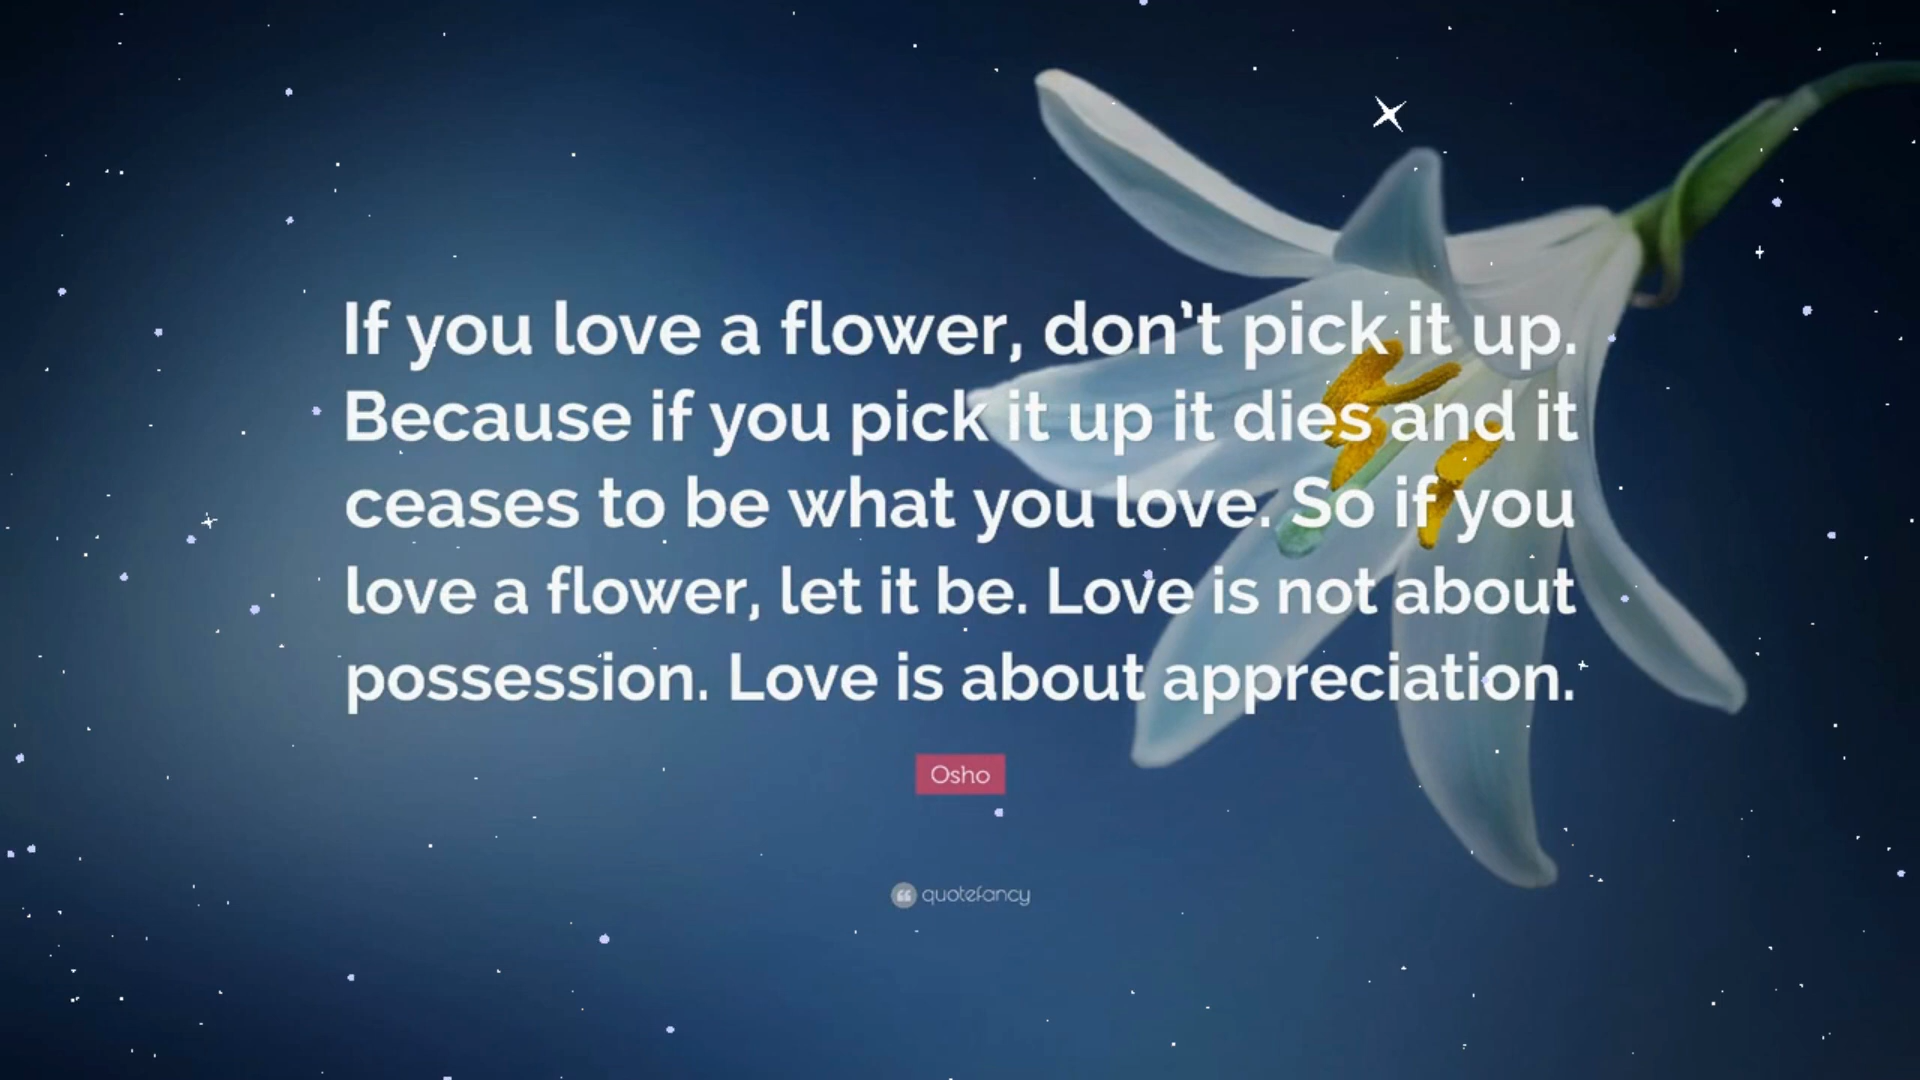 If you love a flower, don’t pick it up.
Because if you pick it up it dies and it
ceases to be what you love. So if you
love a flower, let it be. Love is not about
possession. Love is about appreciation.
Osho
quotefancy